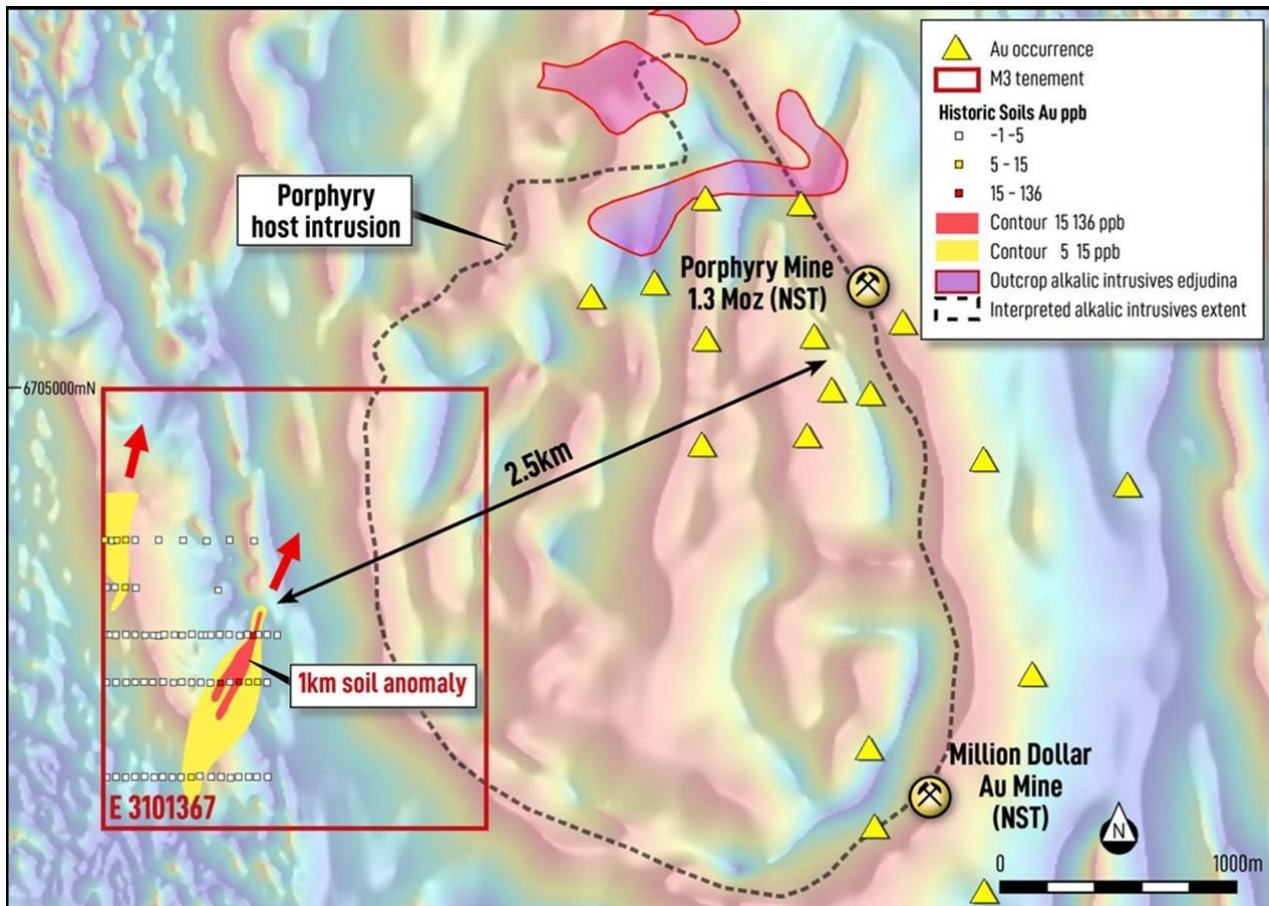 Au occurrence
M3 tenement
Historic Soils Au ppb
-1 -5
5 - 15
15 - 136
Contour 15 136 ppb
Contour 5 15 ppb
Outcrop alkalic intrusives edjudina
Interpreted alkalic intrusives extent
Porphyry
host intrusion
Porphyry Mine
1.3 Moz (NST)
6705000mN
2.5km
1km soil anomaly
E 3101367
Million Dollar
Au Mine
(NST)
N
0 1000m